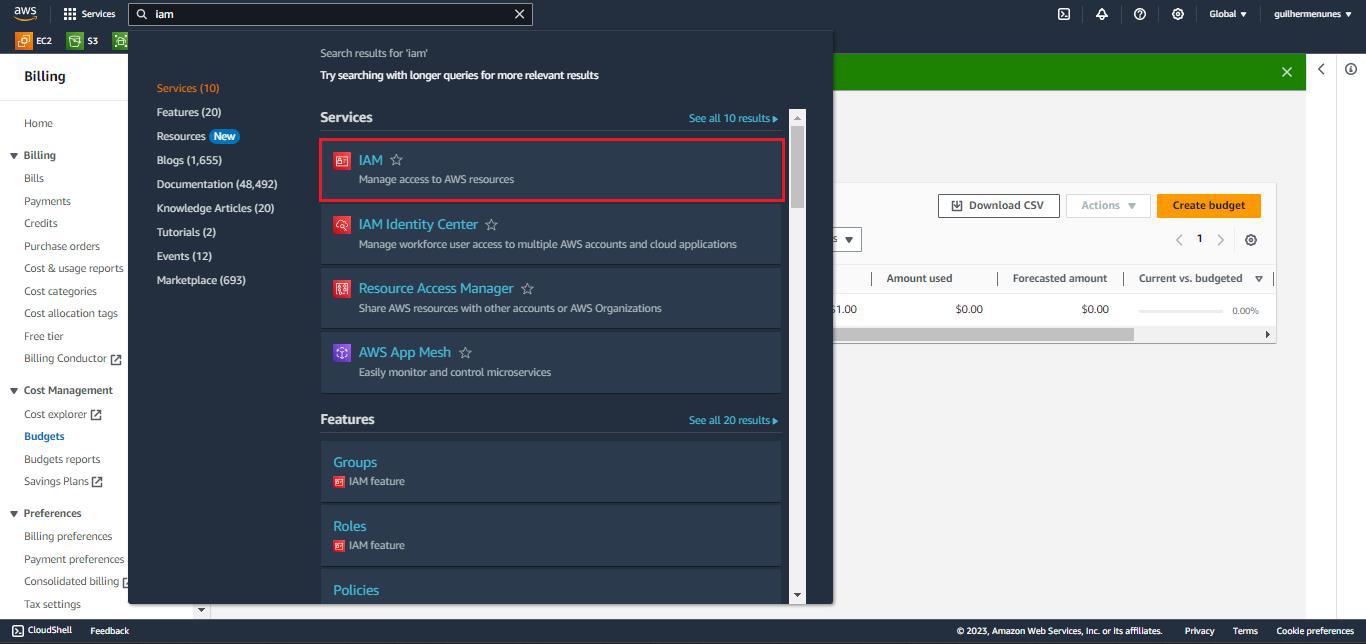 aws
Services
iam
Global
guilhermenunes
EC2
S3
Search results for 'iam'
Try searching with longer queries for more relevant results
Services (10)
Features (20)
Resources New
Blogs (1,655)
Documentation (48,492)
Knowledge Articles (20)
Tutorials (2)
Events (12)
Marketplace (693)
Services
See all 10 results
IAM
Manage access to AWS resources
IAM Identity Center
Manage workforce user access to multiple AWS accounts and cloud applications
Resource Access Manager
Share AWS resources with other accounts or AWS Organizations
AWS App Mesh
Easily monitor and control microservices
Features
See all 20 results
Groups
IAM feature
Roles
IAM feature
Policies
Billing
Home
Billing
Bills
Payments
Credits
Purchase orders
Cost & usage reports
Cost categories
Cost allocation tags
Free tier
Billing Conductor
Cost Management
Cost explorer
Budgets
Budgets reports
Savings Plans
Preferences
Billing preferences
Payment preferences
Consolidated billing
Tax settings
Download CSV
Actions
Create budget
s
1
Amount used
Forecasted amount
Current vs. budgeted
$1.00
$0.00
$0.00
0.00%
CloudShell
Feedback
© 2023, Amazon Web Services, Inc. or its affiliates.
Privacy
Terms
Cookie preferences